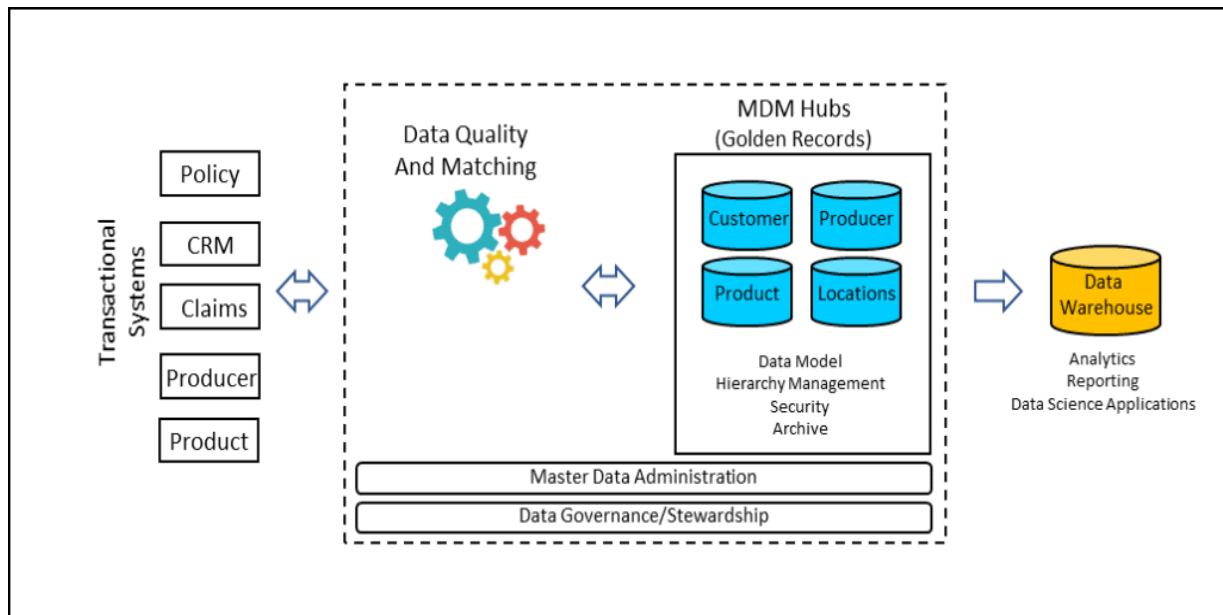 Transactional
Systems
Policy
CRM
Claims
Producer
Product
Data Quality
And Matching
MDM Hubs
(Golden Records)
Customer
Producer
Product
Locations
Data Model
Hierarchy Management
Security
Archive
Master Data Administration
Data Governance/Stewardship
Data
Warehouse
Analytics
Reporting
Data Science Applications